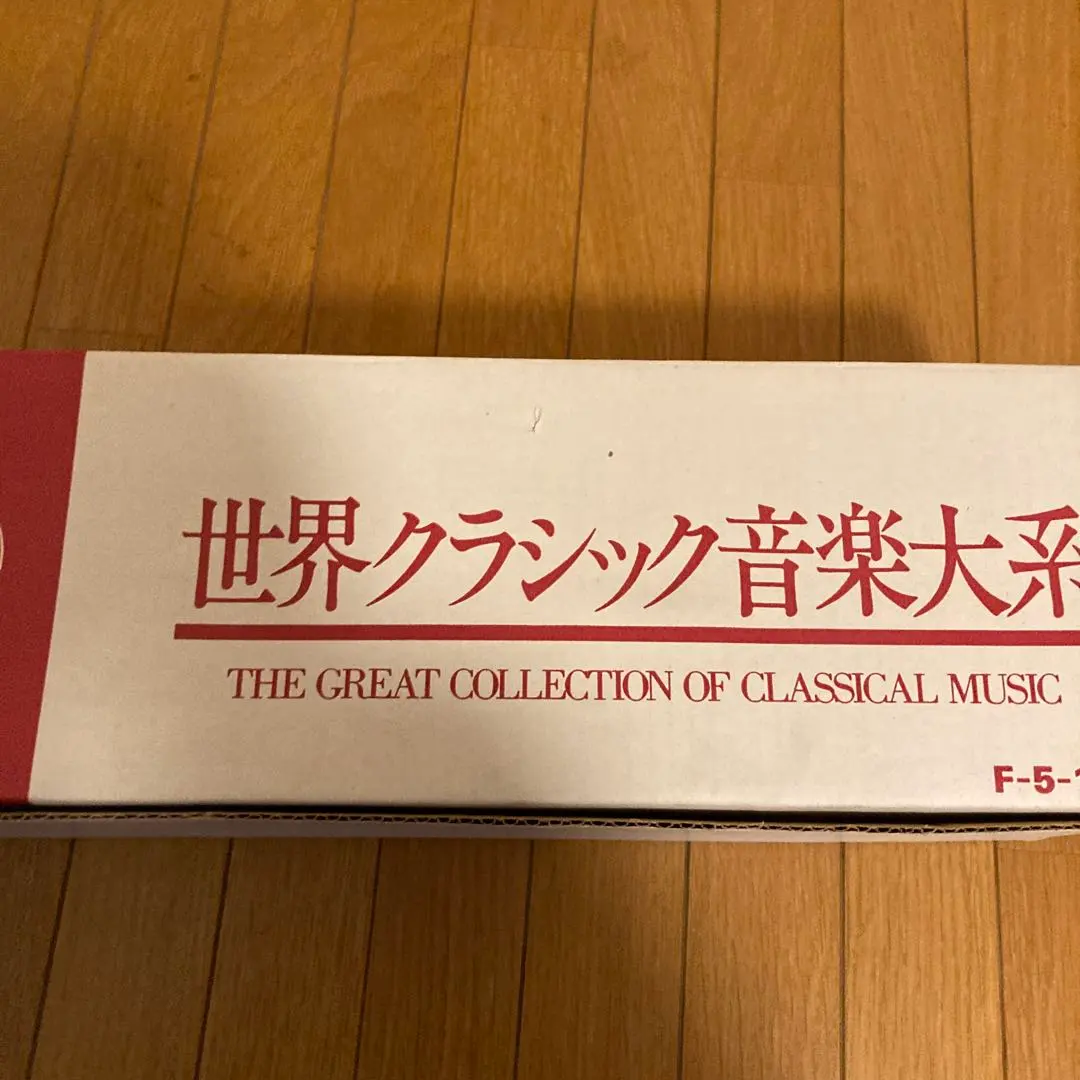 世界クラシック音楽大系
THE GREAT COLLECTION OF CLASSICAL MUSIC
F-5-